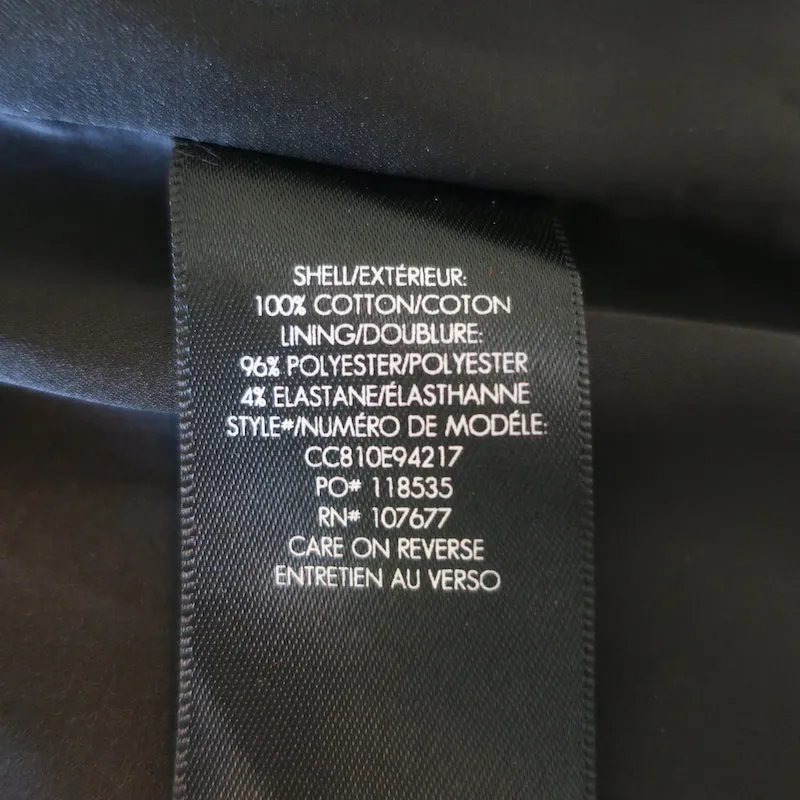 SHELL/EXTÉRIEUR:
100% COTTON/COTON
LINING/DOUBLURE:
96% POLYESTER/POLYESTER
4% ELASTANE/ÉLASTHANNE
STYLE#/NUMÉRO DE MODÉLE:
CC810E94217
PO# 118535
RN# 107677
CARE ON REVERSE
ENTRETIEN AU VERSO